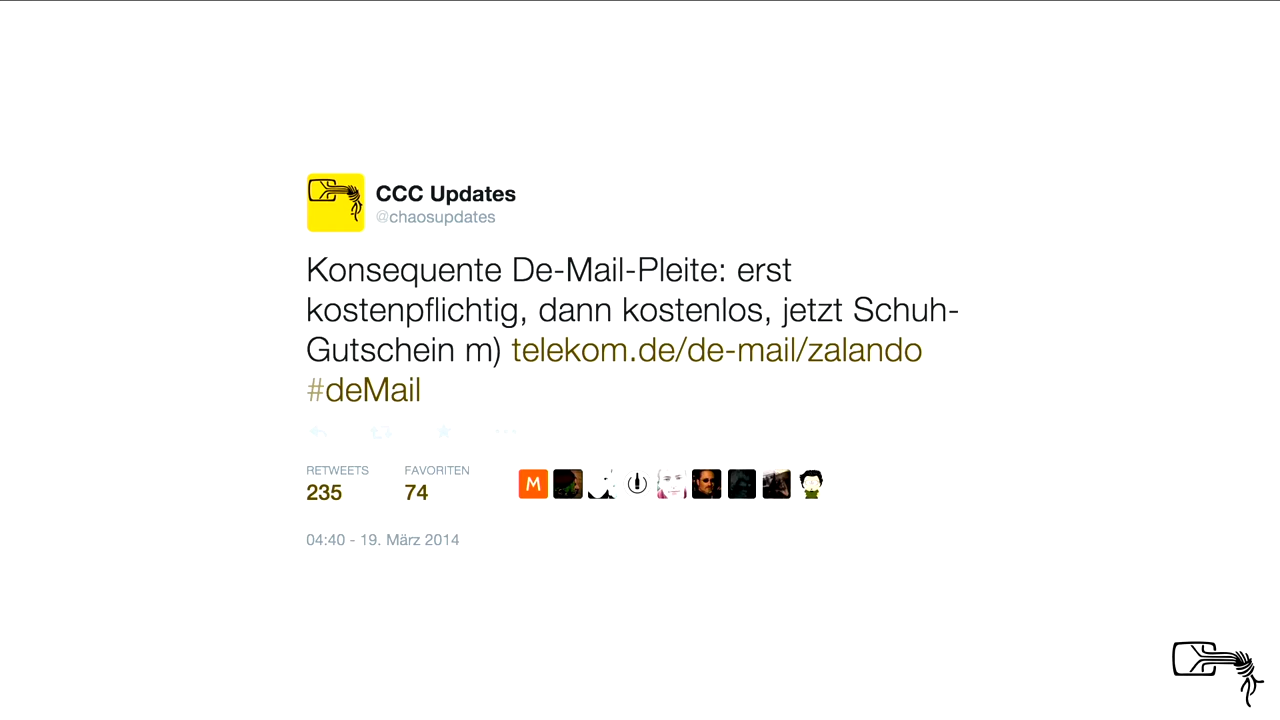 CCC Updates
@chaosupdates
Konsequente De-Mail-Pleite: erst
kostenpflichtig, dann kostenlos, jetzt Schuh-
Gutschein m) telekom.de/de-mail/zalando
#deMail
RETWEETS FAVORITEN
235 74
M
04:40 - 19. März 2014